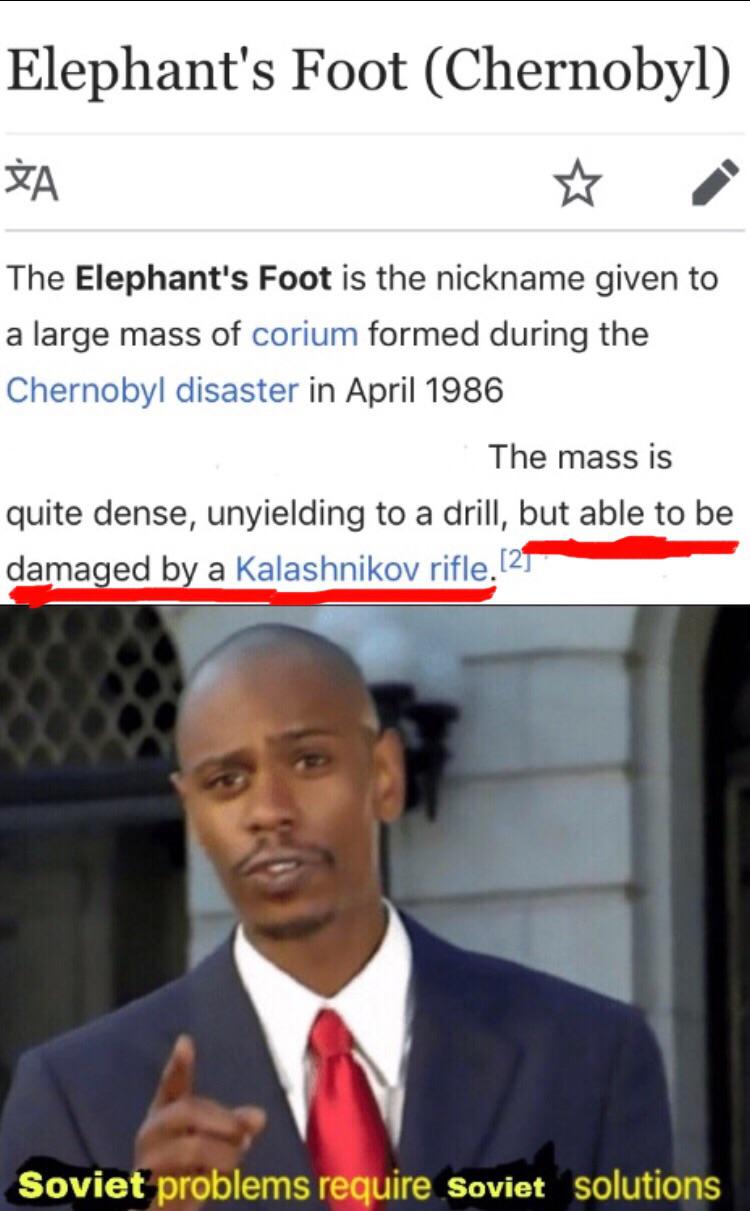 Elephant's Foot (Chernobyl)
文A
The Elephant's Foot is the nickname given to
a large mass of corium formed during the
Chernobyl disaster in April 1986
The mass is
quite dense, unyielding to a drill, but able to be
damaged by a Kalashnikov rifle.[2]
Soviet problems require soviet solutions